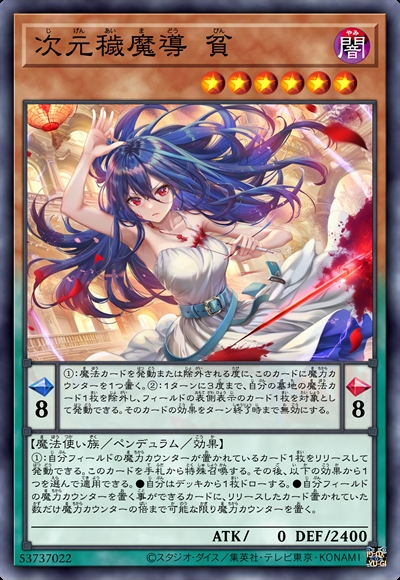 次元穢魔導 貧
闇
①:魔法カードを発動または除外される度に、このカードに魔力カ
ウンターを1つ置く。②:1ターンに3度まで、自分の墓地の魔法カ
ード1枚を除外し、フィールドの表側表示のカード1枚を対象とし
て発動できる。そのカードの効果をターン終了時まで無効にする。
8
8
【魔法使い族/ペンデュラム/効果】
①:自分フィールドの魔力カウンターが置かれているカード1枚をリリースして
発動できる。このカードを手札から特殊召喚する。その後、以下の効果から1
つを選んで適用できる。●自分はデッキから1枚ドローする。●自分フィールド
の魔力カウンターを置く事ができるカードに、リリースしたカード置かれていた
数だけ魔力カウンターの倍まで可能な限り魔力カウンターを置く。
ATK/ 0 DEF/2400
53737022
©スタジオ・ダイス/集英社・テレビ東京・KONAMI